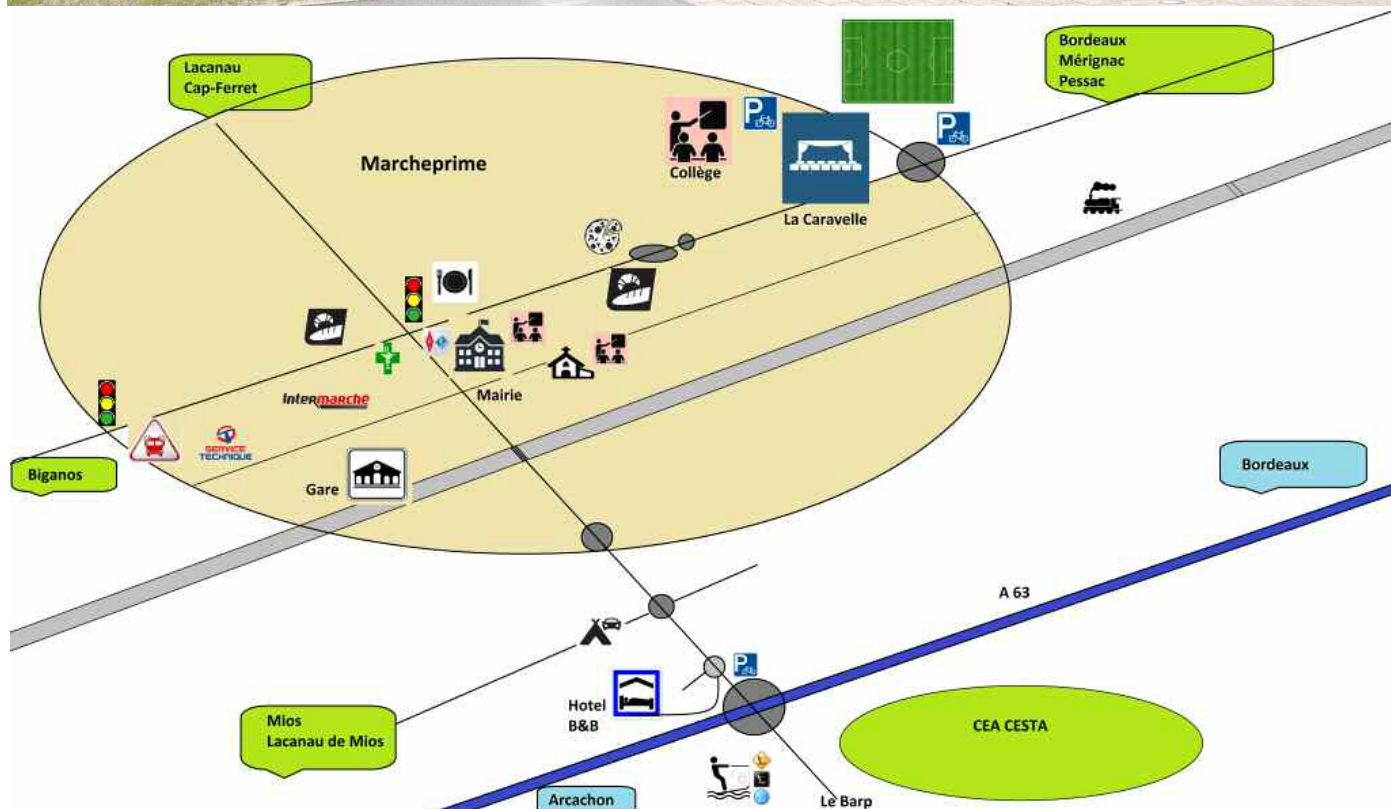 Lacanau
Cap-Ferret
Bordeaux
Mérignac
Pessac
P
P
Marcheprime
Collège
La Caravelle
Intermarché
Mairie
SERVICE
TECHNIQUE
Biganos
Gare
Bordeaux
A 63
P
Hotel
B&B
Mios
Lacanau de Mios
CEA CESTA
Arcachon
Le Barp